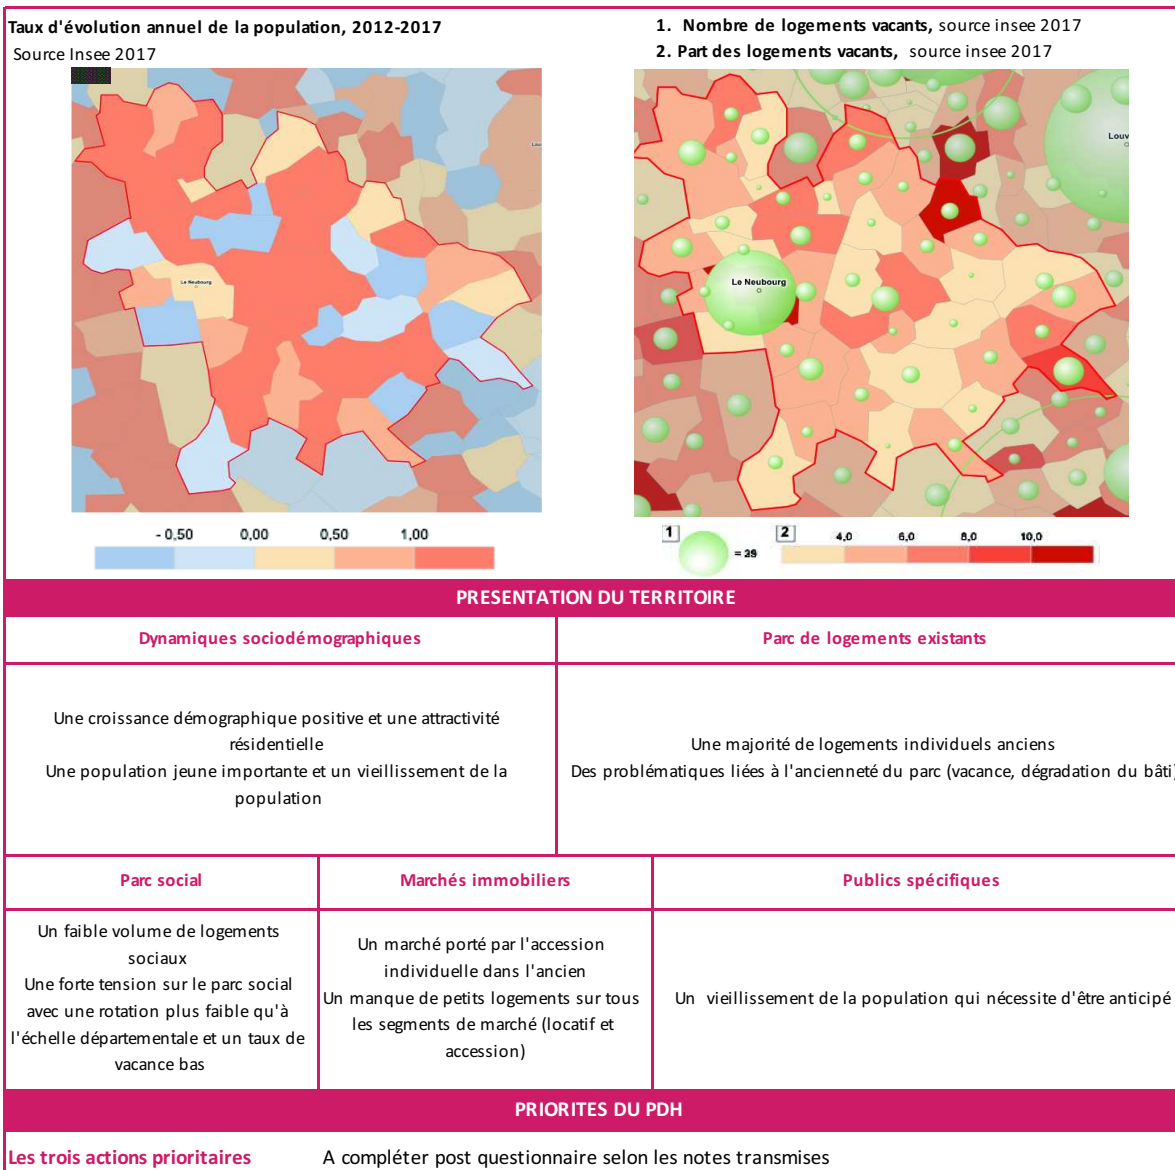 Taux d'évolution annuel de la population, 2012-2017
Source Insee 2017
1. Nombre de logements vacants, source insee 2017
2. Part des logements vacants, source insee 2017
Le Neubourg
Le Neubourg
Louv
- 0,50 0,00 0,50 1,00
1 = 39 2 4,0 6,0 8,0 10,0
PRESENTATION DU TERRITOIRE
Dynamiques sociodémographiques
Parc de logements existants
Une croissance démographique positive et une attractivité
résidentielle
Une population jeune importante et un vieillissement de la
population
Une majorité de logements individuels anciens
Des problématiques liées à l'ancienneté du parc (vacance, dégradation du bâti)
Parc social
Marchés immobiliers
Publics spécifiques
Un faible volume de logements
sociaux
Une forte tension sur le parc social
avec une rotation plus faible qu'à
l'échelle départementale et un taux de
vacance bas
Un marché porté par l'accession
individuelle dans l'ancien
Un manque de petits logements sur tous
les segments de marché (locatif et
accession)
Un vieillissement de la population qui nécessite d'être anticipé
PRIORITES DU PDH
Les trois actions prioritaires A compléter post questionnaire selon les notes transmises